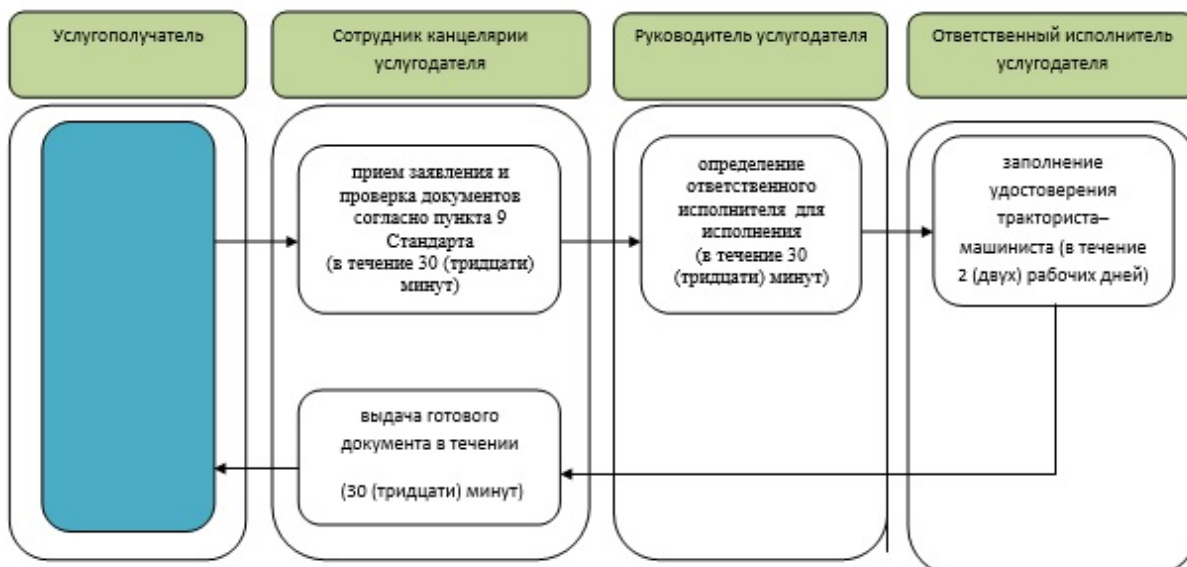 Услугополучатель
Сотрудник канцелярии
услугодателя
Руководитель услугодателя
Ответственный исполнитель
услугодателя
прием заявления и
проверка документов
согласно пункта 9
Стандарта
(в течение 30 (тридцати)
минут)
определение
ответственного
исполнителя для
исполнения
(в течение 30
(тридцати) минут)
заполнение
удостоверения
тракториста–
машиниста (в течение
2 (двух) рабочих дней)
выдача готового
документа в течении
(30 (тридцати) минут)